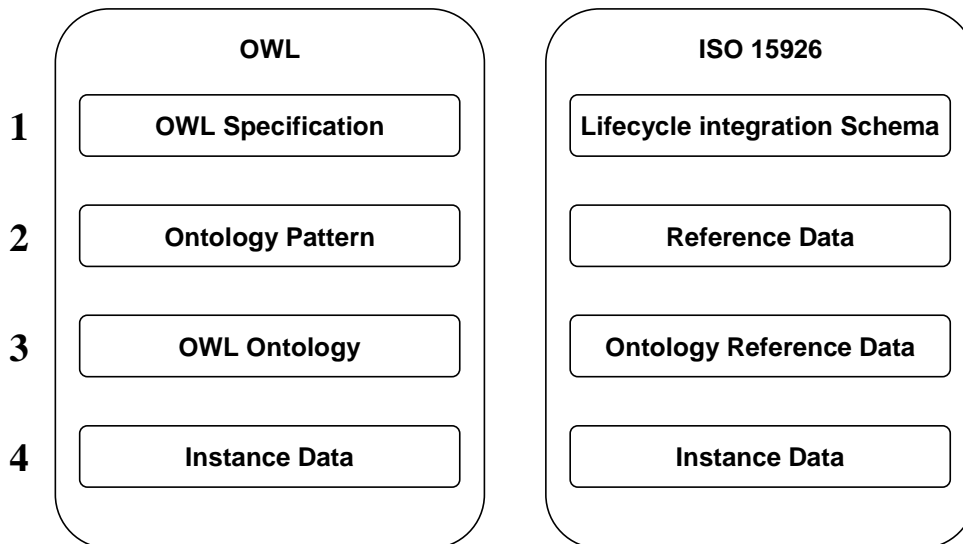 OWL
ISO 15926
1
OWL Specification
Lifecycle integration Schema
2
Ontology Pattern
Reference Data
3
OWL Ontology
Ontology Reference Data
4
Instance Data
Instance Data